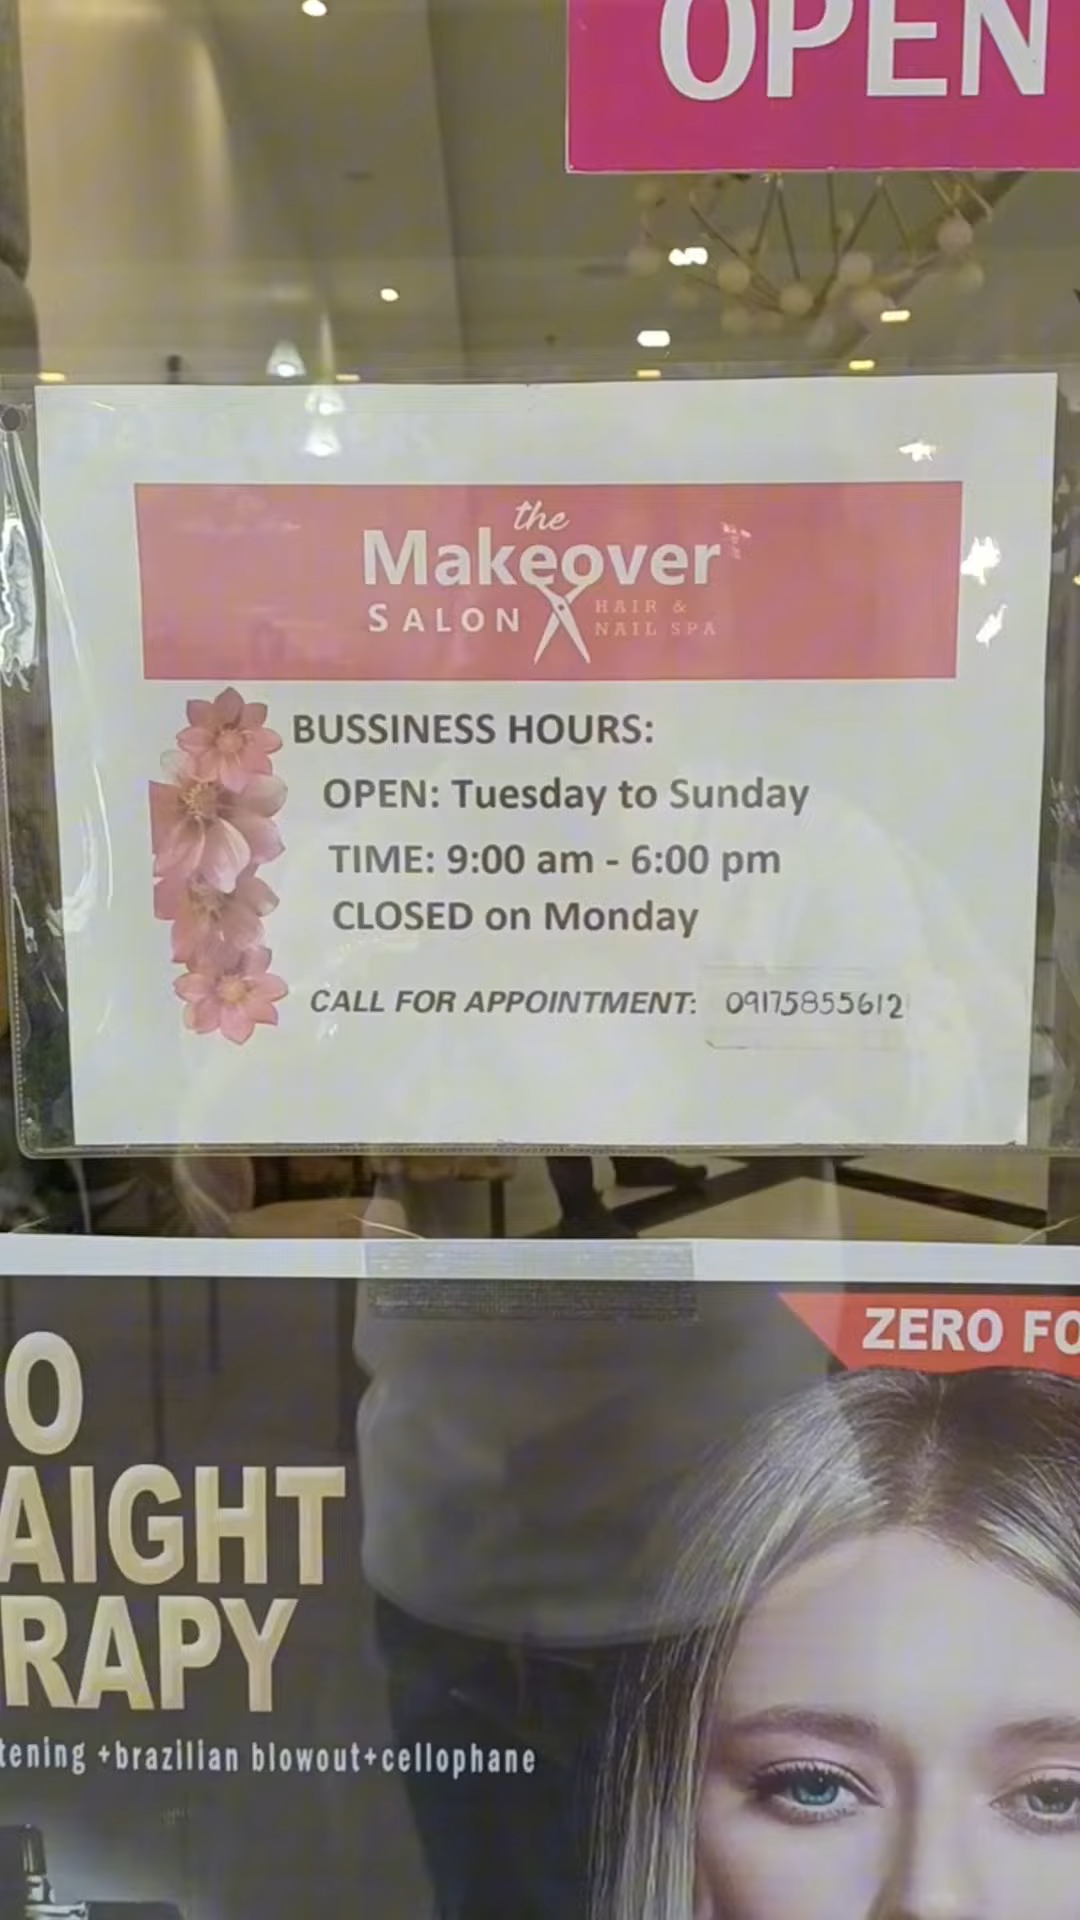 OPEN
the
Makeover
SALON
HAIR &
NAIL SPA
BUSSINESS HOURS:
OPEN: Tuesday to Sunday
TIME: 9:00 am - 6:00 pm
CLOSED on Monday
CALL FOR APPOINTMENT: 09175855612
ZERO FO
O
AIGHT
RAPY
tening +brazilian blowout+cellophane